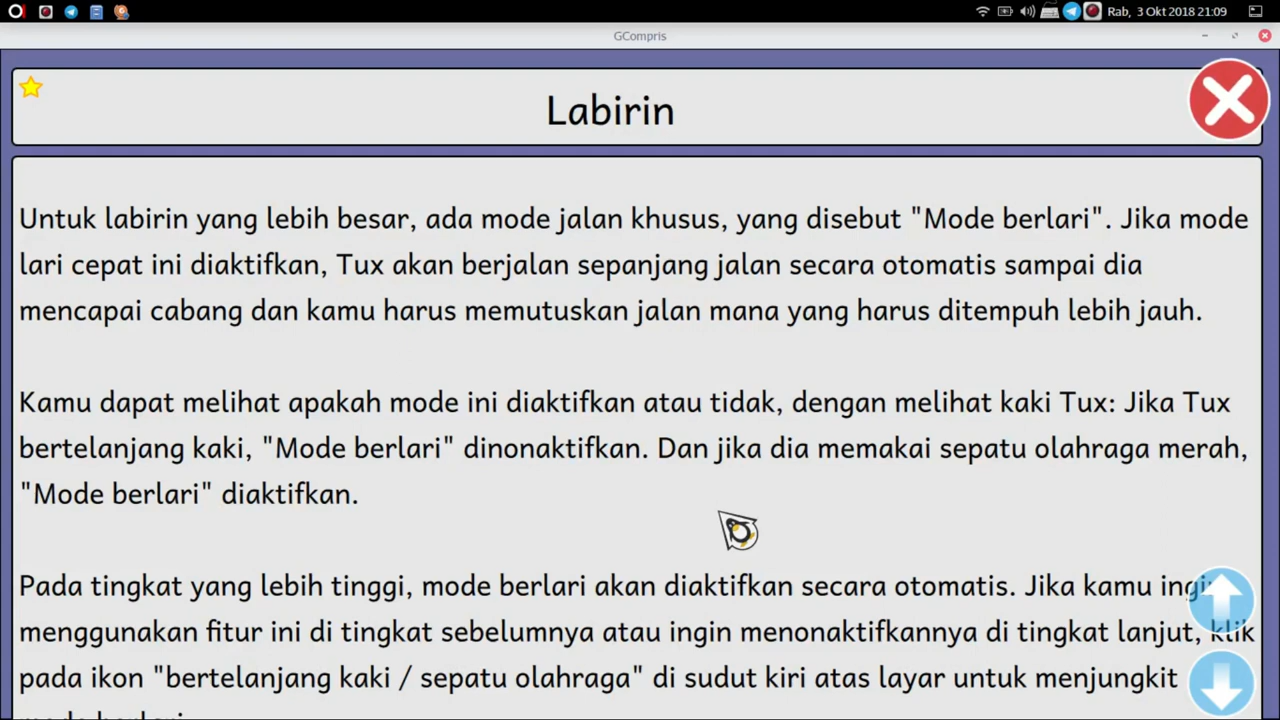 Rab, 3 Okt 2018 21:09
GCompris
Labirin
Untuk labirin yang lebih besar, ada mode jalan khusus, yang disebut "Mode berlari". Jika mode
lari cepat ini diaktifkan, Tux akan berjalan sepanjang jalan secara otomatis sampai dia
mencapai cabang dan kamu harus memutuskan jalan mana yang harus ditempuh lebih jauh.
Kamu dapat melihat apakah mode ini diaktifkan atau tidak, dengan melihat kaki Tux: Jika Tux
bertelanjang kaki, "Mode berlari" dinonaktifkan. Dan jika dia memakai sepatu olahraga merah,
"Mode berlari" diaktifkan.
Pada tingkat yang lebih tinggi, mode berlari akan diaktifkan secara otomatis. Jika kamu ingin
menggunakan fitur ini di tingkat sebelumnya atau ingin menonaktifkannya di tingkat lanjut, klik
pada ikon "bertelanjang kaki / sepatu olahraga" di sudut kiri atas layar untuk menjungkit
mode berlari